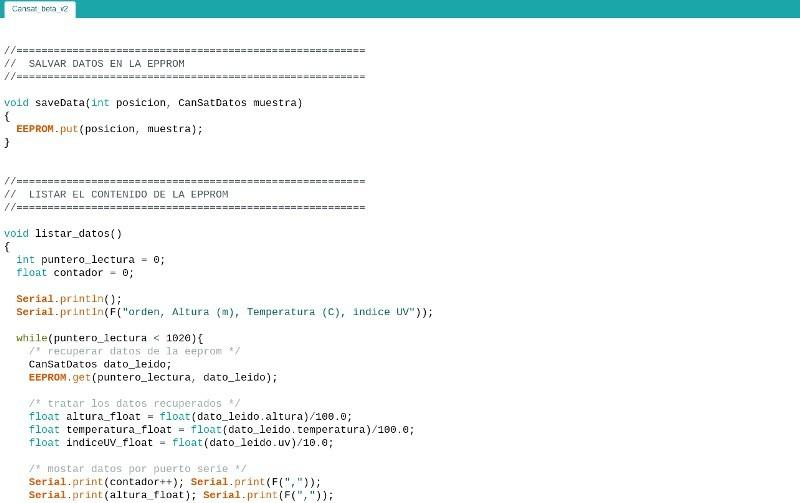 Cansat_beta_v2
//========================================================
//  SALVAR DATOS EN LA EPPROM
//========================================================
void saveData(int posicion, CanSatDatos muestra)
{
  EEPROM.put(posicion, muestra);
}
//========================================================
//  LISTAR EL CONTENIDO DE LA EPPROM
//========================================================
void listar_datos()
{
  int puntero_lectura = 0;
  float contador = 0;
  Serial.println();
  Serial.println(F("orden, Altura (m), Temperatura (C), indice UV"));
  while(puntero_lectura < 1020){
    /* recuperar datos de la eeprom */
    CanSatDatos dato_leido;
    EEPROM.get(puntero_lectura, dato_leido);
    /* tratar los datos recuperados */
    float altura_float = float(dato_leido.altura)/100.0;
    float temperatura_float = float(dato_leido.temperatura)/100.0;
    float indiceUV_float = float(dato_leido.uv)/10.0;
    /* mostar datos por puerto serie */
    Serial.print(contador++); Serial.print(F(","));
    Serial.print(altura_float); Serial.print(F(","));